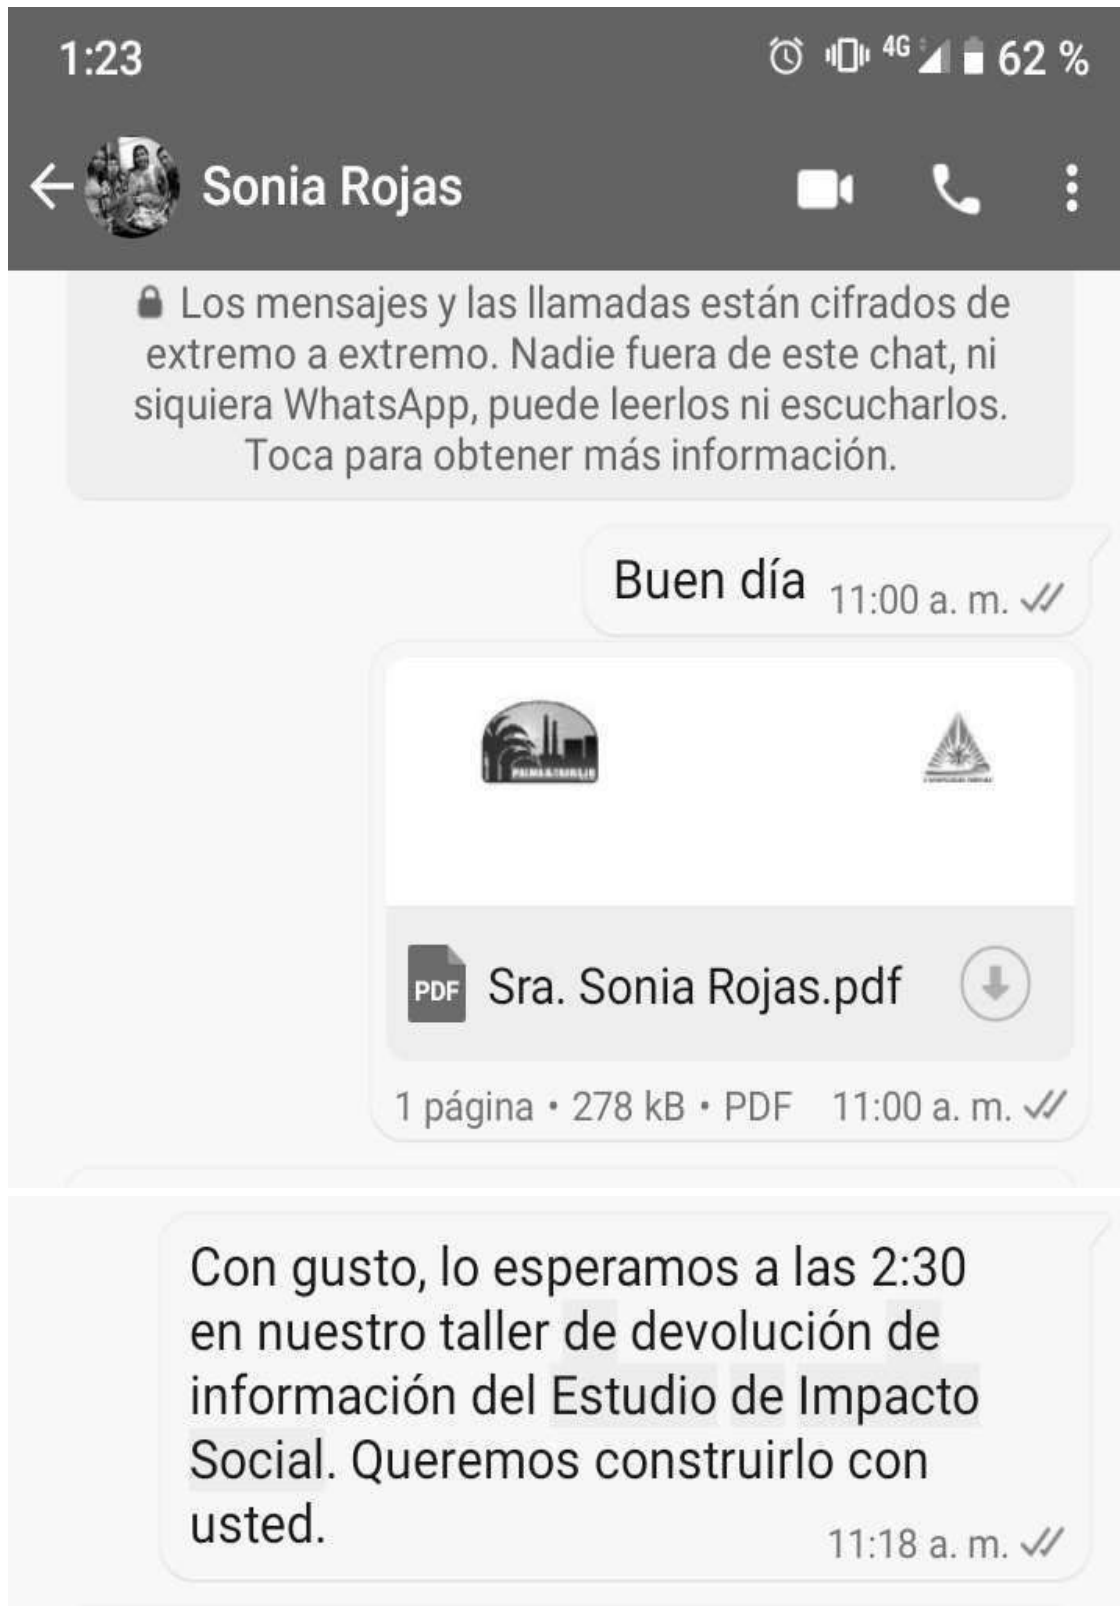 1:23
4G 62 %
Sonia Rojas
Los mensajes y las llamadas están cifrados de
extremo a extremo. Nadie fuera de este chat, ni
siquiera WhatsApp, puede leerlos ni escucharlos.
Toca para obtener más información.
Buen día 11:00 a. m.
PDF Sra. Sonia Rojas.pdf
1 página • 278 kB • PDF 11:00 a. m.
Con gusto, lo esperamos a las 2:30
en nuestro taller de devolución de
información del Estudio de Impacto
Social. Queremos construirlo con
usted.
11:18 a. m.